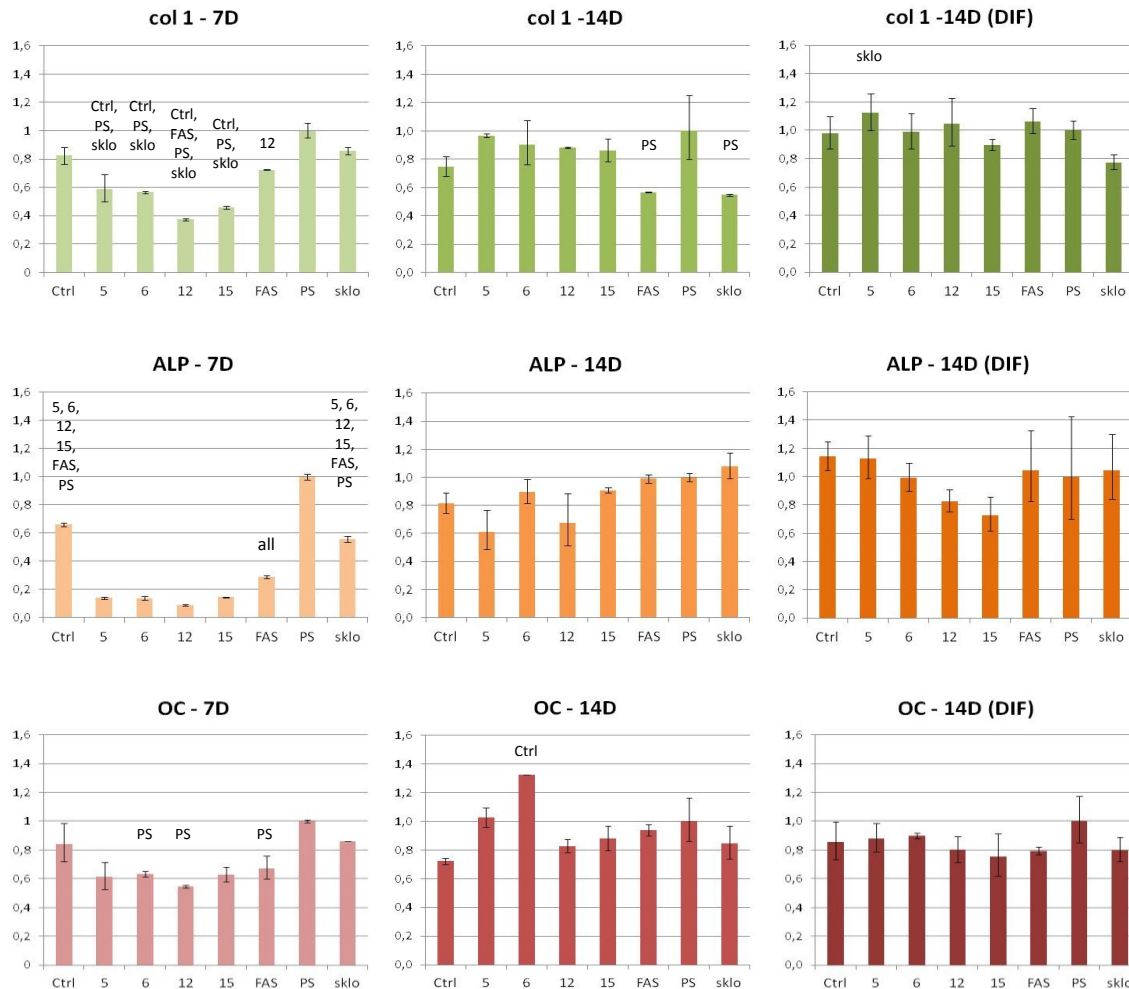 col 1 - 7D
1,6
1,4
1,2
1
0,8
0,6
0,4
0,2
0
Ctrl,
PS,
sklo
Ctrl,
PS,
sklo
Ctrl,
FAS,
PS,
sklo
Ctrl,
PS,
sklo
12
Ctrl 5 6 12 15 FAS PS sklo
col 1 -14D
1,6
1,4
1,2
1,0
0,8
0,6
0,4
0,2
0,0
PS
PS
Ctrl 5 6 12 15 FAS PS sklo
col 1 -14D (DIF)
1,6
1,4
1,2
1,0
0,8
0,6
0,4
0,2
0,0
sklo
Ctrl 5 6 12 15 FAS PS sklo
ALP - 7D
1,6
1,4
1,2
1,0
0,8
0,6
0,4
0,2
0,0
5, 6,
12,
15,
FAS,
PS
all
5, 6,
12,
15,
FAS,
PS
Ctrl 5 6 12 15 FAS PS sklo
ALP - 14D
1,6
1,4
1,2
1,0
0,8
0,6
0,4
0,2
0,0
Ctrl 5 6 12 15 FAS PS sklo
ALP - 14D (DIF)
1,6
1,4
1,2
1,0
0,8
0,6
0,4
0,2
0,0
Ctrl 5 6 12 15 FAS PS sklo
OC - 7D
1,6
1,4
1,2
1
0,8
0,6
0,4
0,2
0
PS
PS
PS
Ctrl 5 6 12 15 FAS PS sklo
OC - 14D
1,6
1,4
1,2
1,0
0,8
0,6
0,4
0,2
0,0
Ctrl
Ctrl 5 6 12 15 FAS PS sklo
OC - 14D (DIF)
1,6
1,4
1,2
1,0
0,8
0,6
0,4
0,2
0,0
Ctrl 5 6 12 15 FAS PS sklo